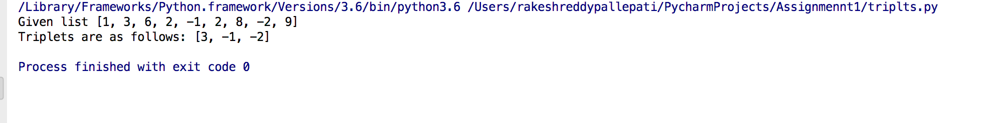 /Library/Frameworks/Python.framework/Versions/3.6/bin/python3.6 /Users/rakeshreddypallepati/PycharmProjects/Assignmennt1/triplts.py
Given list [1, 3, 6, 2, −1, 2, 8, −2, 9]
Triplets are as follows: [3, −1, −2]
Process finished with exit code 0